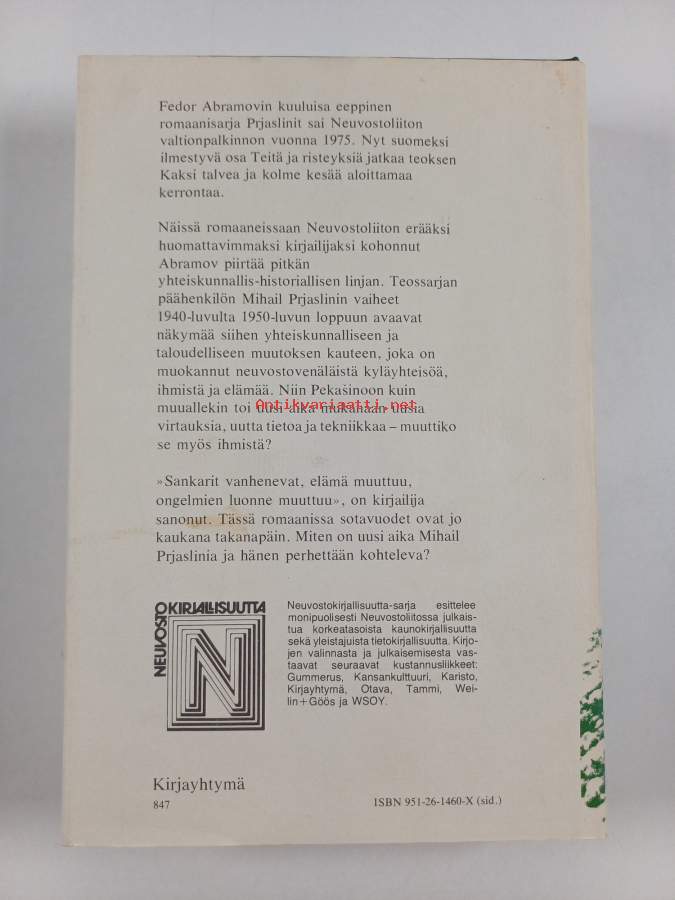 Fedor Abramovin kuuluisa eeppinen
romaanisarja Prjaslinit sai Neuvostoliiton
valtionpalkinnon vuonna 1975. Nyt suomeksi
ilmestyvä osa Teitä ja risteyksiä jatkaa teoksen
Kaksi talvea ja kolme kesää aloittamaa
kerrontaa.
Näissä romaaneissaan Neuvostoliiton erääksi
huomattavimmaksi kirjailijaksi kohonnut
Abramov piirtää pitkän
yhteiskunnallis-historiallisen linjan. Teossarjan
päähenkilön Mihail Prjaslinin vaiheet
1940-luvulta 1950-luvun loppuun avaavat
näkymää siihen yhteiskunnalliseen ja
taloudelliseen muutoksen kauteen, joka on
muokannut neuvostovenäläistä kyläyhteisöä,
ihmistä ja elämää. Niin Pekašinoon kuin
muuallekin toi uusi aika mukanaan uusia
Antikvariaatti.net
virtauksia, uutta tietoa ja tekniikkaa – muuttiko
se myös ihmistä?
»Sankarit vanhenevat, elämä muuttuu,
ongelmien luonne muuttuu», on kirjailija
sanonut. Tässä romaanissa sotavuodet ovat jo
kaukana takanapäin. Miten on uusi aika Mihail
Prjaslinia ja hänen perhettään kohteleva?
NEUVOSTOKIRJALLISUUTTA
N
Neuvostokirjallisuutta-sarja esittelee
monipuolisesti Neuvostoliitossa julkais-
tua korkeatasoista kaunokirjallisuutta
sekä yleistajuista tietokirjallisuutta. Kirjo-
jen valinnasta ja julkaisemisesta vas-
taavat seuraavat kustannusliikkeet:
Gummerus, Kansankulttuuri, Karisto,
Kirjayhtymä, Otava, Tammi, Wei-
lin+Göös ja WSOY.
Kirjayhtymä
847
ISBN 951-26-1460-X (sid.)